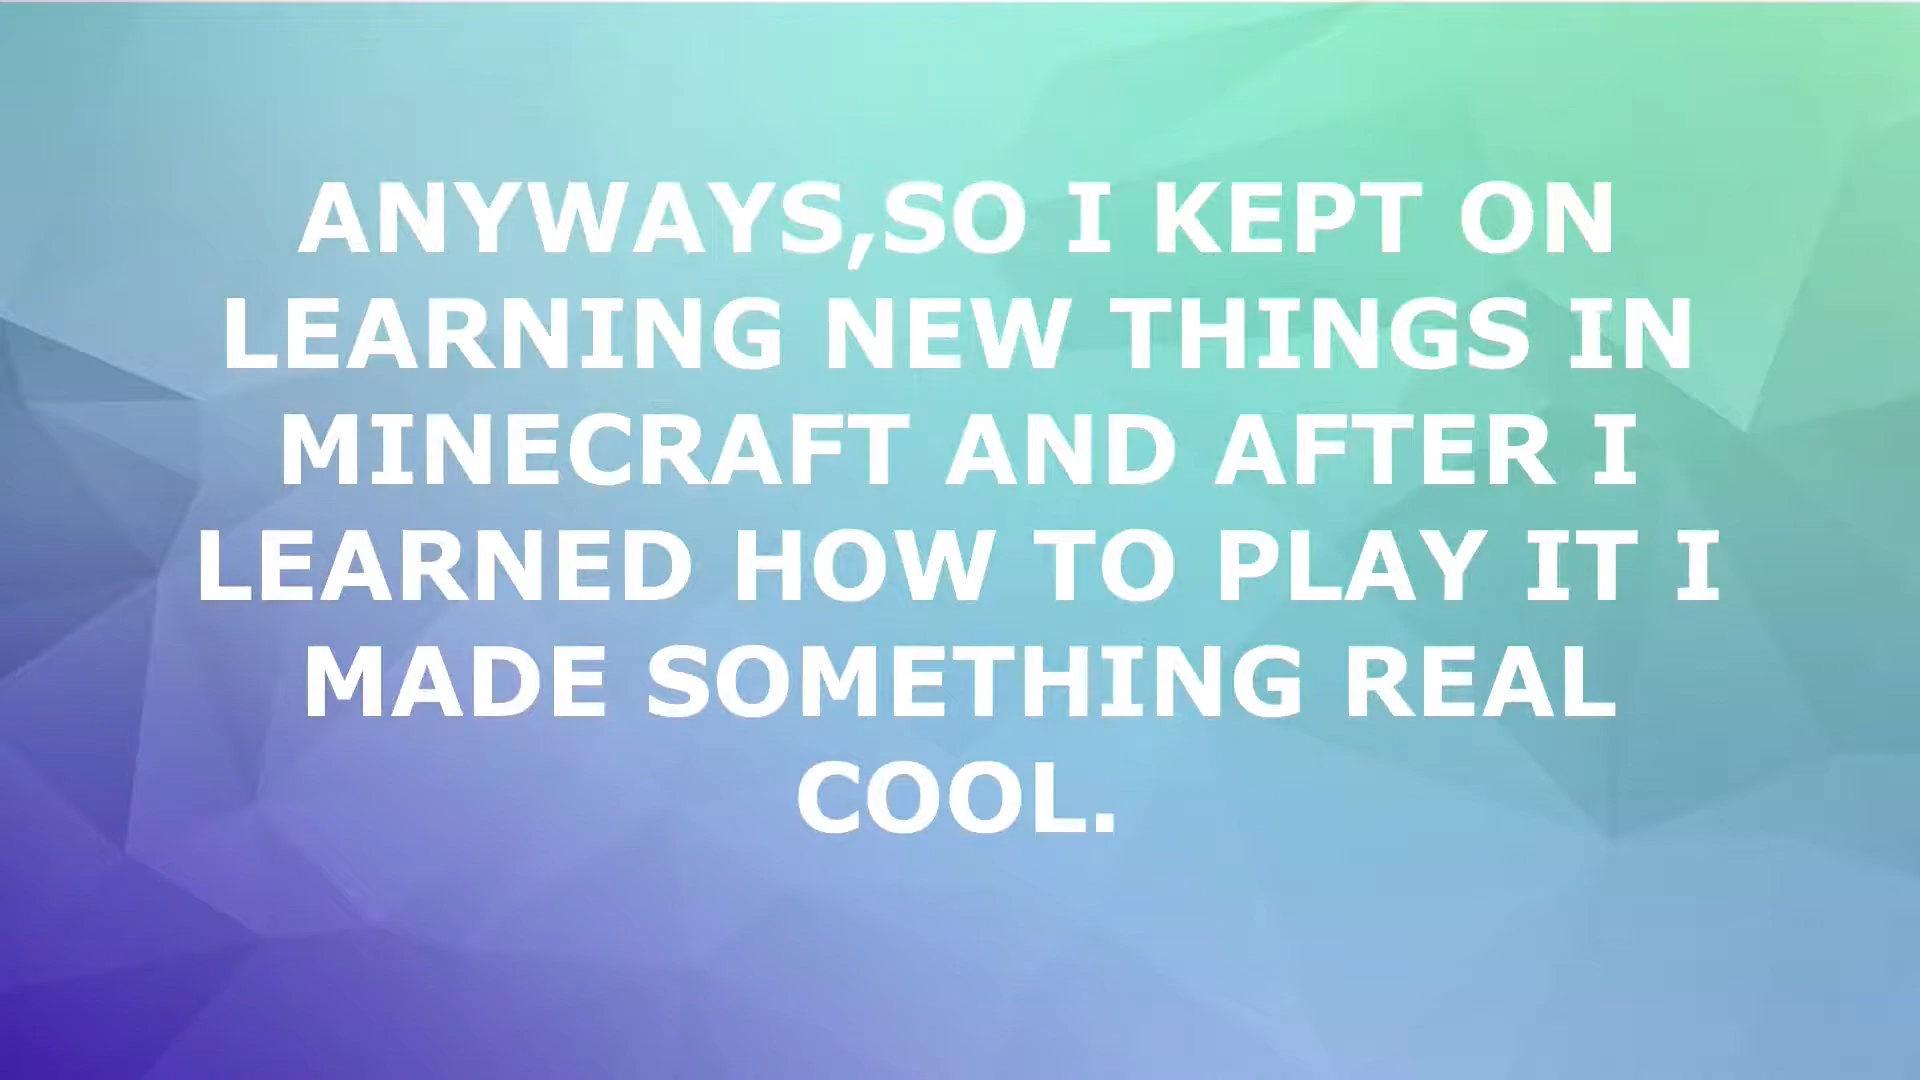 ANYWAYS,SO I KEPT ON
LEARNING NEW THINGS IN
MINECRAFT AND AFTER I
LEARNED HOW TO PLAY IT I
MADE SOMETHING REAL
COOL.